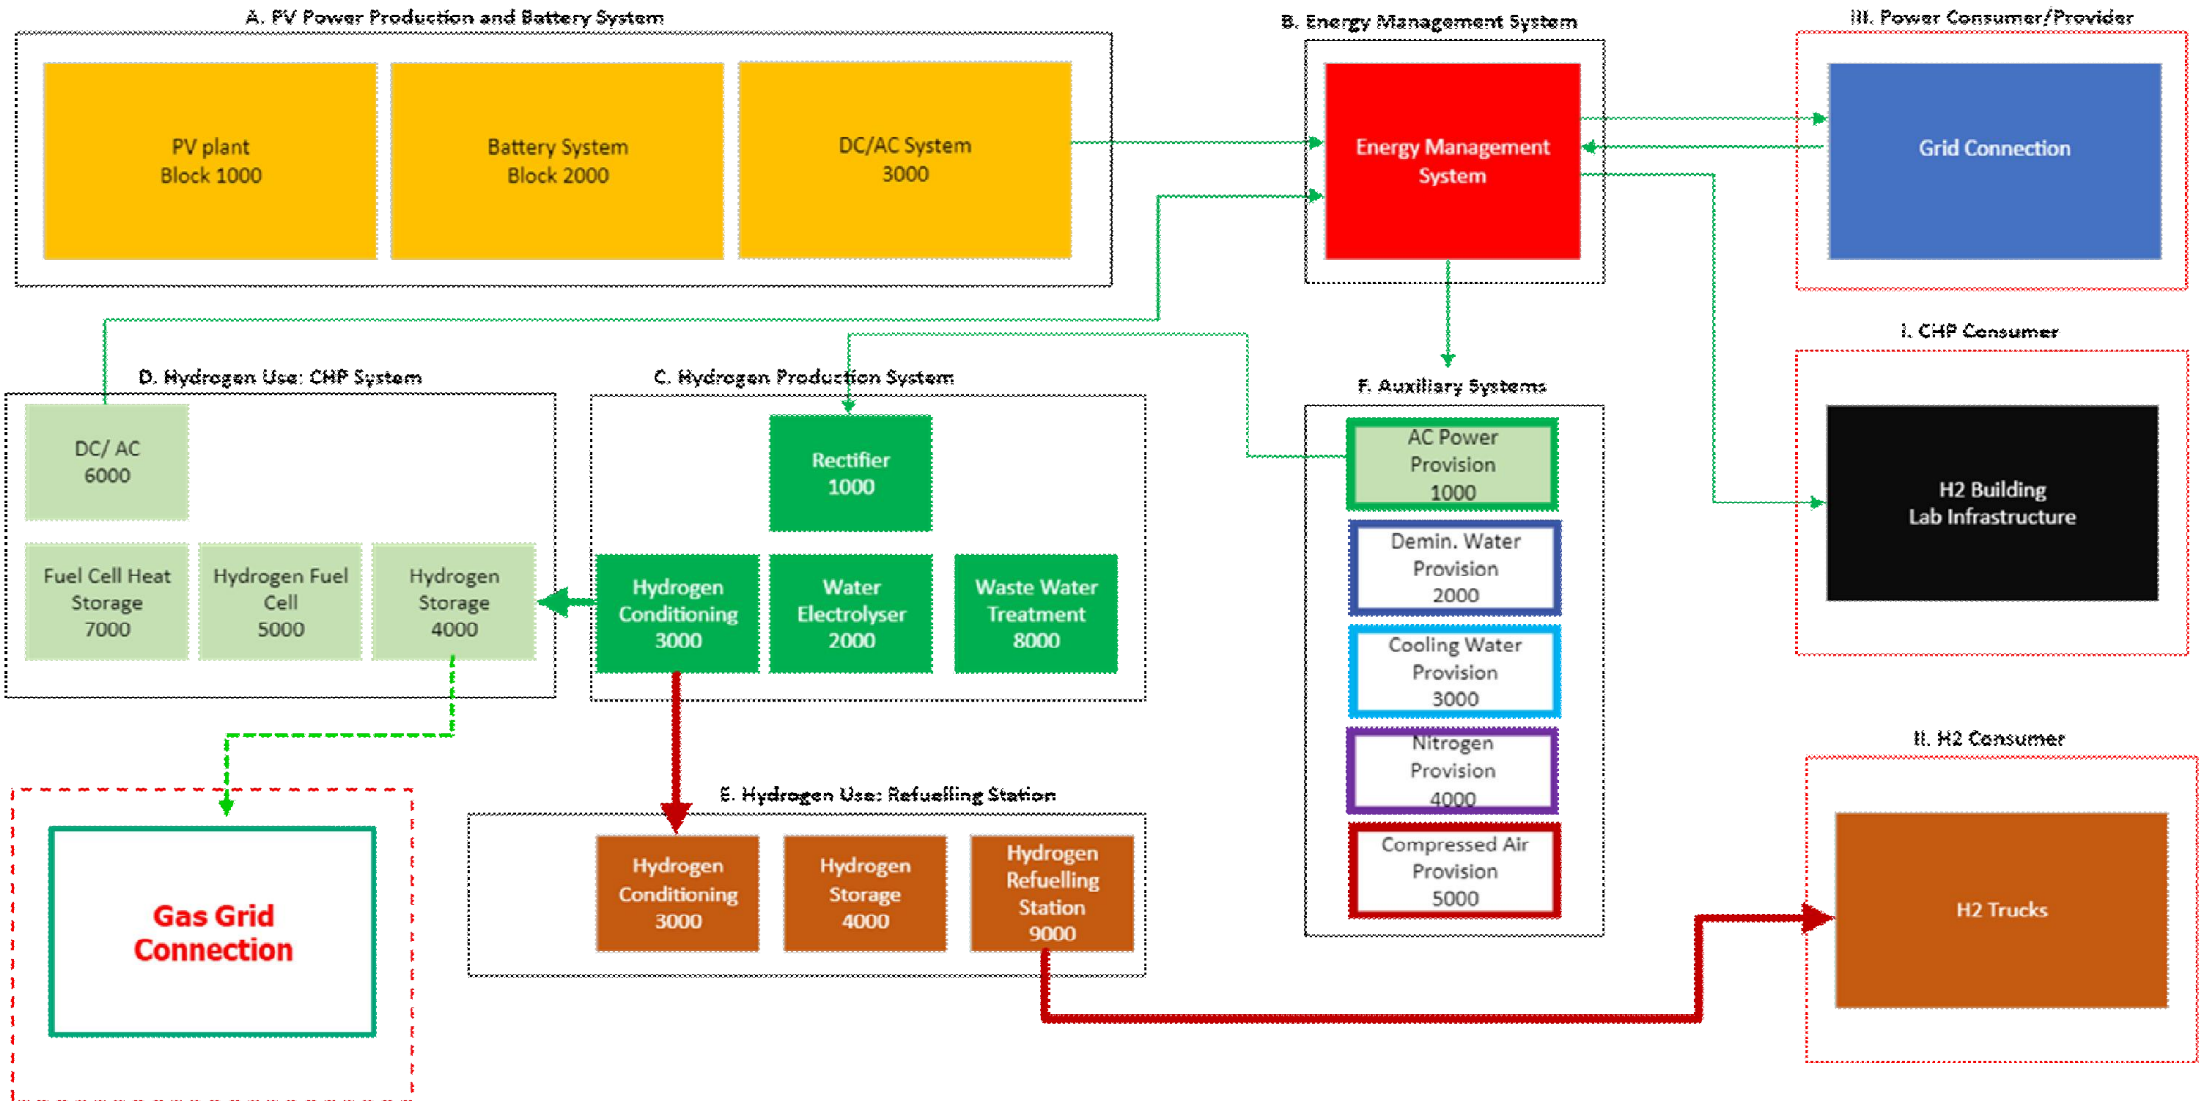 A. PV Power Production and Battery System
B. Energy Management System
III. Power Consumer/Provider
PV plant
Block 1000
Battery System
Block 2000
DC/AC System
3000
Energy Management
System
Grid Connection
I. CHP Consumer
D. Hydrogen Use: CHP System
C. Hydrogen Production System
F. Auxiliary Systems
DC/ AC
6000
Rectifier
1000
AC Power
Provision
1000
H2 Building
Lab Infrastructure
Fuel Cell Heat
Storage
7000
Hydrogen Fuel
Cell
5000
Hydrogen
Storage
4000
Hydrogen
Conditioning
3000
Water
Electrolyser
2000
Waste Water
Treatment
8000
Demin. Water
Provision
2000
Cooling Water
Provision
3000
Nitrogen
Provision
4000
Compressed Air
Provision
5000
II. H2 Consumer
E. Hydrogen Use: Refuelling Station
Hydrogen
Conditioning
3000
Hydrogen
Storage
4000
Hydrogen
Refuelling
Station
9000
Gas Grid
Connection
H2 Trucks